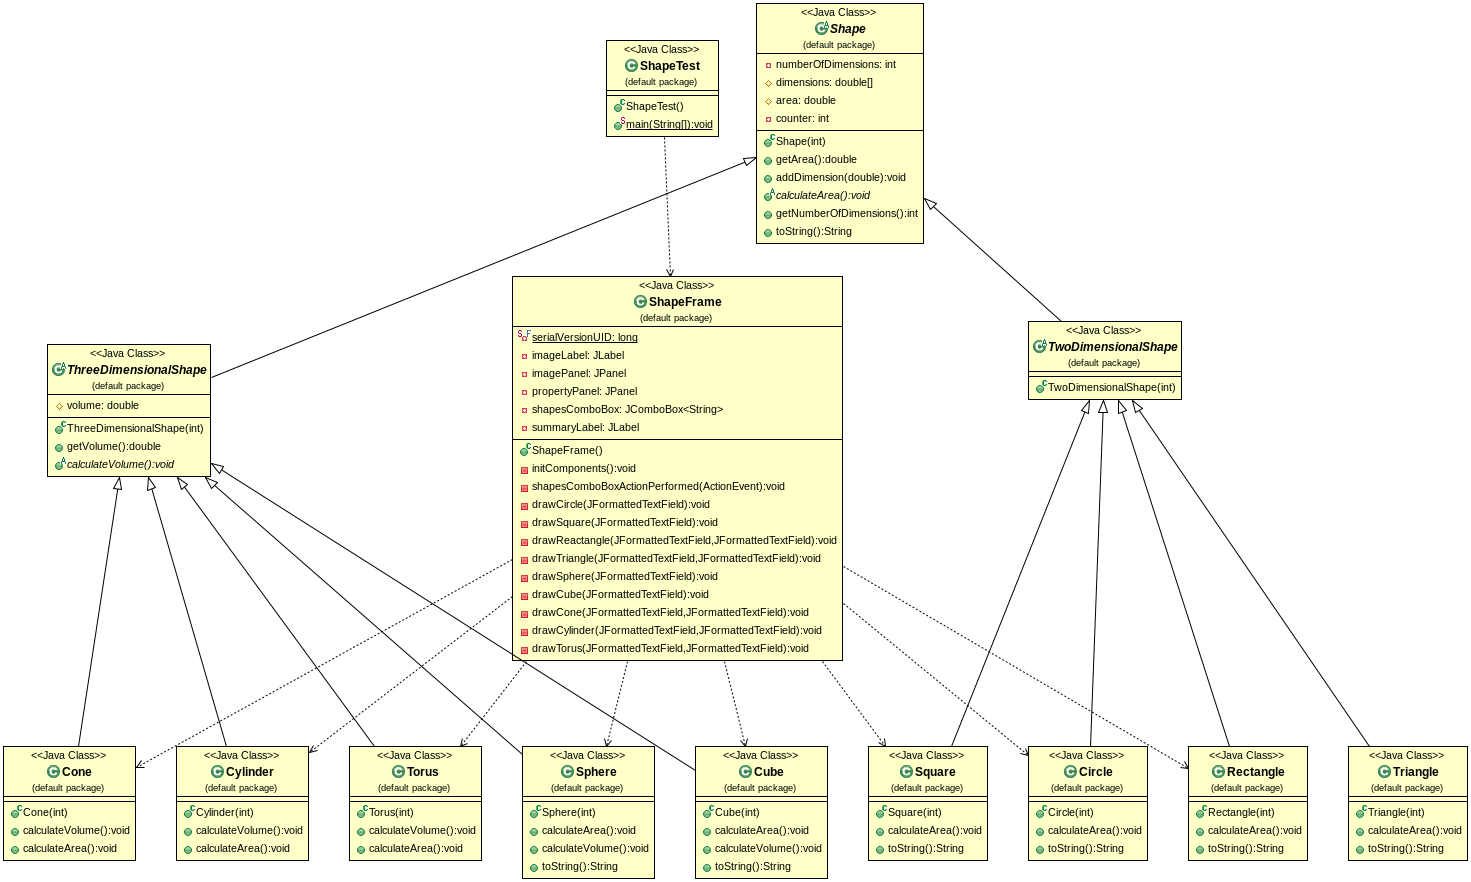 <<Java Class>>
Shape
(default package)
numberOfDimensions: int
dimensions: double[]
area: double
counter: int
Shape(int)
getArea():double
addDimension(double):void
calculateArea():void
getNumberOfDimensions():int
toString():String
<<Java Class>>
ShapeTest
(default package)
ShapeTest()
main(String[]):void
<<Java Class>>
ShapeFrame
(default package)
serialVersionUID: long
imageLabel: JLabel
imagePanel: JPanel
propertyPanel: JPanel
shapesComboBox: JComboBox<String>
summaryLabel: JLabel
ShapeFrame()
initComponents():void
shapesComboBoxActionPerformed(ActionEvent):void
drawCircle(JFormattedTextField):void
drawSquare(JFormattedTextField):void
drawReactangle(JFormattedTextField,JFormattedTextField):void
drawTriangle(JFormattedTextField,JFormattedTextField):void
drawSphere(JFormattedTextField):void
drawCube(JFormattedTextField):void
drawCone(JFormattedTextField,JFormattedTextField):void
drawCylinder(JFormattedTextField,JFormattedTextField):void
drawTorus(JFormattedTextField,JFormattedTextField):void
<<Java Class>>
TwoDimensionalShape
(default package)
TwoDimensionalShape(int)
<<Java Class>>
ThreeDimensionalShape
(default package)
volume: double
ThreeDimensionalShape(int)
getVolume():double
calculateVolume():void
<<Java Class>>
Cone
(default package)
Cone(int)
calculateVolume():void
calculateArea():void
<<Java Class>>
Cylinder
(default package)
Cylinder(int)
calculateVolume():void
calculateArea():void
<<Java Class>>
Torus
(default package)
Torus(int)
calculateVolume():void
calculateArea():void
<<Java Class>>
Sphere
(default package)
Sphere(int)
calculateArea():void
calculateVolume():void
toString():String
<<Java Class>>
Cube
(default package)
Cube(int)
calculateArea():void
calculateVolume():void
toString():String
<<Java Class>>
Square
(default package)
Square(int)
calculateArea():void
toString():String
<<Java Class>>
Circle
(default package)
Circle(int)
calculateArea():void
toString():String
<<Java Class>>
Rectangle
(default package)
Rectangle(int)
calculateArea():void
toString():String
<<Java Class>>
Triangle
(default package)
Triangle(int)
calculateArea():void
toString():String